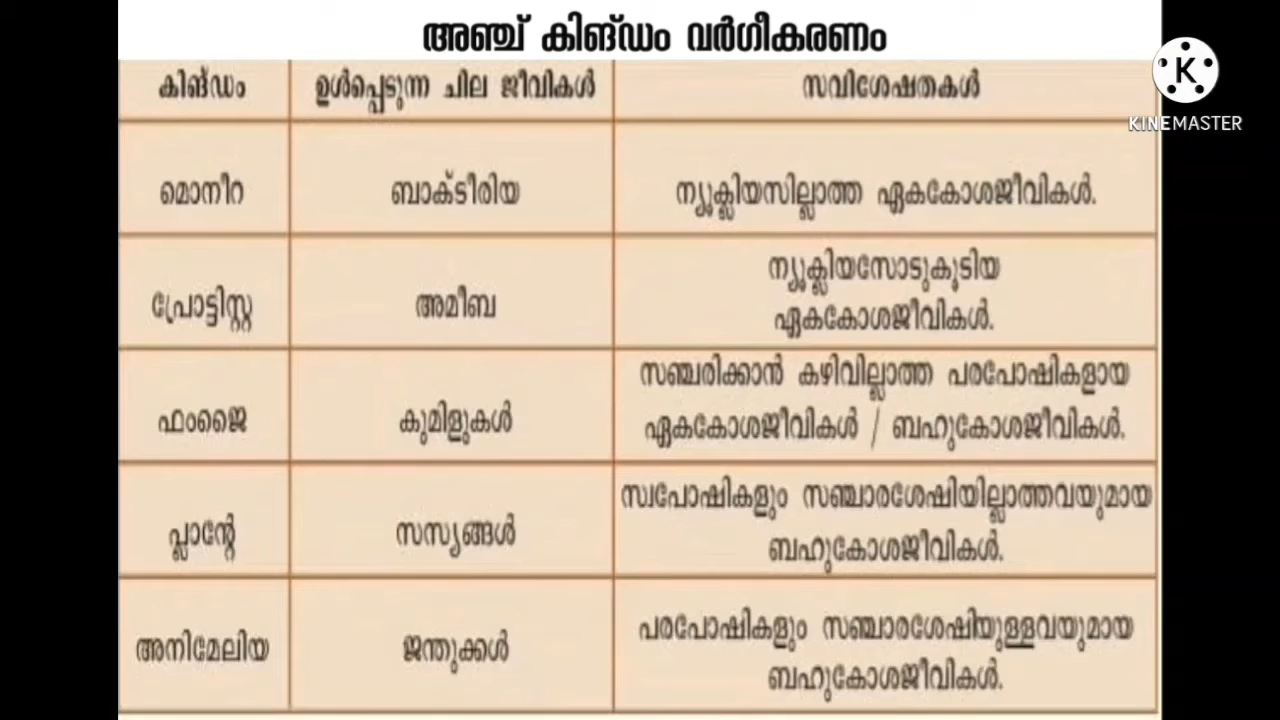 അഞ്ച് കിങ്ഡം വർഗീകരണം
കിങ്ഡം ഉൾപ്പെടുന്ന ചില ജീവികൾ സവിശേഷതകൾ
K
KINEMASTER
മൊനീറ ബാക്ടീരിയ ന്യൂക്ലിയസില്ലാത്ത ഏകകോശജീവികൾ.
പ്രോട്ടിസ്റ്റ അമീബ ന്യൂക്ലിയസോടുകൂടിയ
ഏകകോശജീവികൾ.
ഫംജൈ കുമിളുകൾ സഞ്ചരിക്കാൻ കഴിവില്ലാത്ത പരപോഷികളായ
ഏകകോശജീവികൾ / ബഹുകോശജീവികൾ.
പ്ലാന്റേ സസ്യങ്ങൾ സ്വപോഷികളും സഞ്ചാരശേഷിയില്ലാത്തവയുമായ
ബഹുകോശജീവികൾ.
അനിമേലിയ ജന്തുക്കൾ പരപോഷികളും സഞ്ചാരശേഷിയുള്ളവയുമായ
ബഹുകോശജീവികൾ.